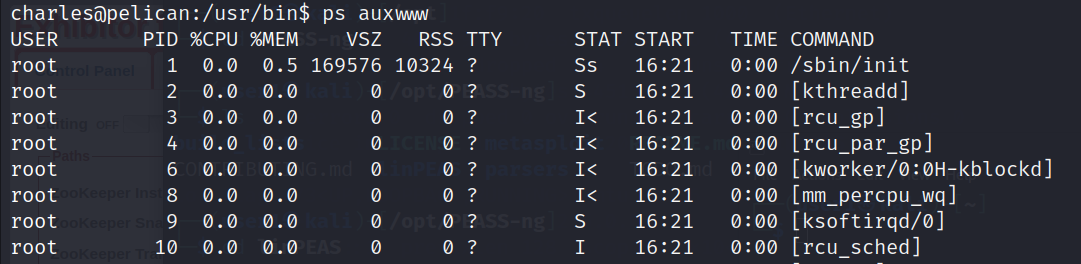 charles@pelican:/usr/bin$ ps auxwww
USER PID %CPU %MEM VSZ RSS TTY STAT START TIME COMMAND
root 1 0.0 0.5 169576 10324 ? Ss 16:21 0:00 /sbin/init
root 2 0.0 0.0 0 0 ? S 16:21 0:00 [kthreadd]
root 3 0.0 0.0 0 0 ? I< 16:21 0:00 [rcu_gp]
root 4 0.0 0.0 0 0 ? I< 16:21 0:00 [rcu_par_gp]
root 6 0.0 0.0 0 0 ? I< 16:21 0:00 [kworker/0:0H-kblockd]
root 8 0.0 0.0 0 0 ? I< 16:21 0:00 [mm_percpu_wq]
root 9 0.0 0.0 0 0 ? S 16:21 0:00 [ksoftirqd/0]
root 10 0.0 0.0 0 0 ? I 16:21 0:00 [rcu_sched]